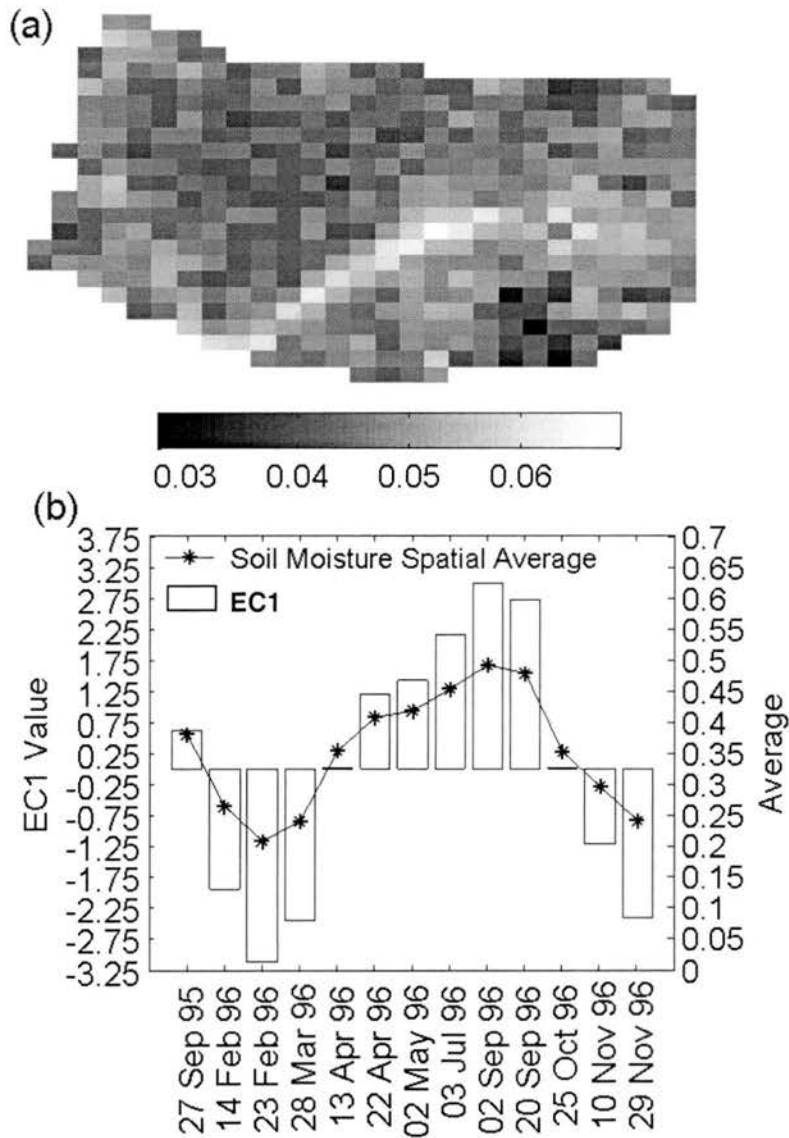 (a)
0.03 0.04 0.05 0.06
(b)
Soil Moisture Spatial Average
EC1
EC1 Value
3.75
3.25
2.75
2.25
1.75
1.25
0.75
0.25
-0.25
-0.75
-1.25
-1.75
-2.25
-2.75
-3.25
0.7
0.65
0.6
0.55
0.5
0.45
0.4
0.35
0.3
0.25
0.2
0.15
0.1
0.05
0
Average
27 Sep 95
14 Feb 96
23 Feb 96
28 Mar 96
13 Apr 96
22 Apr 96
02 May 96
03 Jul 96
02 Sep 96
20 Sep 96
25 Oct 96
10 Nov 96
29 Nov 96